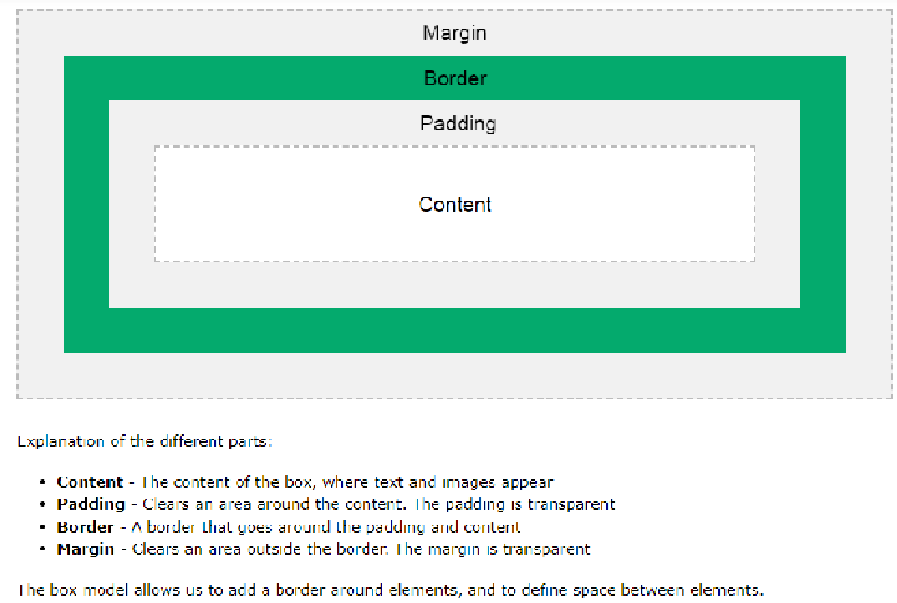 Margin
Border
Padding
Content
Explanation of the different parts:
• Content - The content of the box, where text and images appear
• Padding - Clears an area around the content. The padding is transparent
• Border - A border that goes around the padding and content
• Margin - Clears an area outside the border. The margin is transparent
The box model allows us to add a border around elements, and to define space between elements.